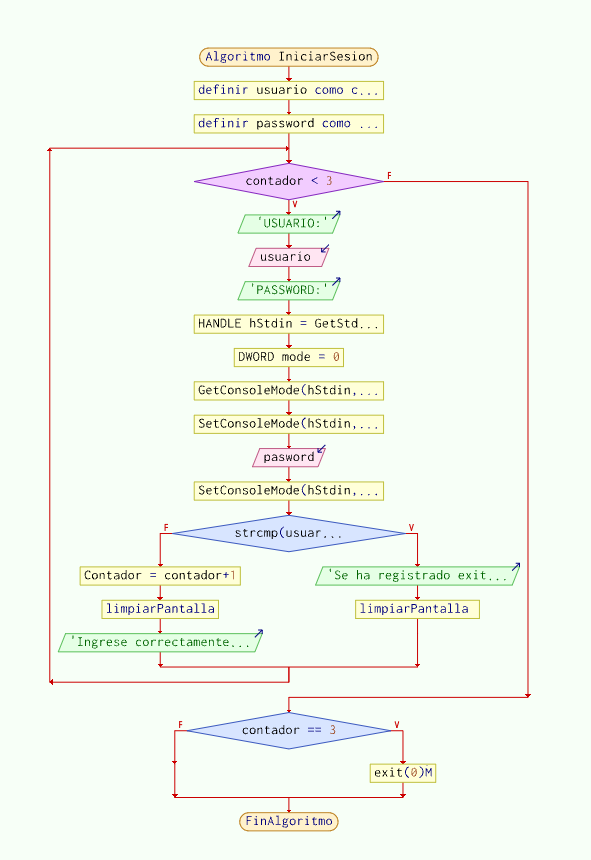 Algoritmo IniciarSesion
definir usuario como c...
definir password como ...
contador < 3
F
V
'USUARIO:'
usuario
'PASSWORD:'
HANDLE hStdin = GetStd...
DWORD mode = 0
GetConsoleMode(hStdin,...
SetConsoleMode(hStdin,...
pasword
SetConsoleMode(hStdin,...
F
strcmp(usuar...
V
Contador = contador+1
'Se ha registrado exit...
limpiarPantalla
limpiarPantalla
'Ingrese correctamente...
F
contador == 3
V
exit(0)M
FinAlgoritmo